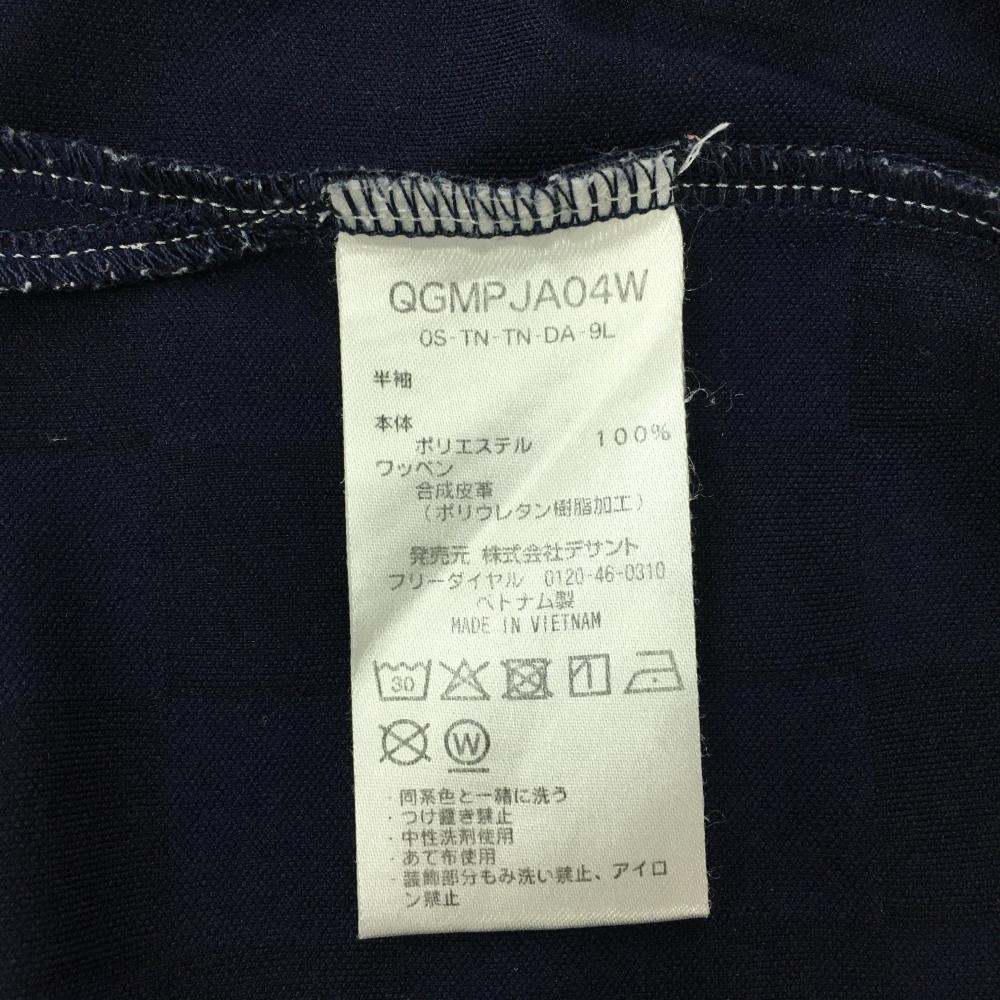 QGMPJA04W
0S-TN-TN-DA-9L
半袖
本体
ポリエステル 100%
ワッペン
合成皮革
(ポリウレタン樹脂加工)
発売元 株式会社デサント
フリーダイヤル 0120-46-0310
ベトナム製
MADE IN VIETNAM
30
W
・同系色と一緒に洗う
・つけ置き禁止
・中性洗剤使用
・あて布使用
・装飾部分もみ洗い禁止、アイロ
ン禁止